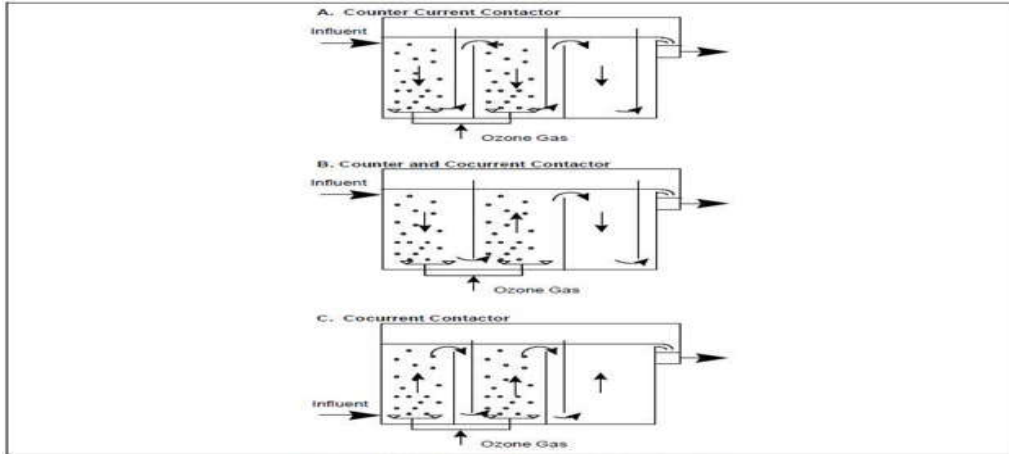 A. Counter Current Contactor
Influent
Ozone Gas
B. Counter and Cocurrent Contactor
Influent
Ozone Gas
C. Cocurrent Contactor
Influent
Ozone Gas